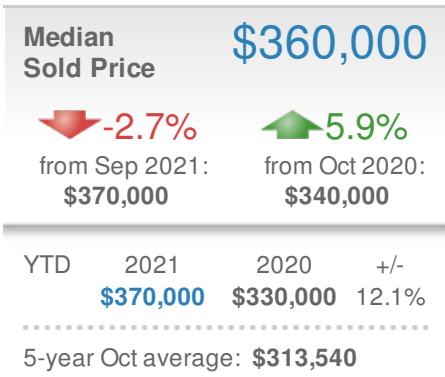 Median $360,000
Sold Price
-2.7% 5.9%
from Sep 2021: from Oct 2020:
$370,000 $340,000
YTD 2021 2020 +/-
$370,000 $330,000 12.1%
5-year Oct average: $313,540